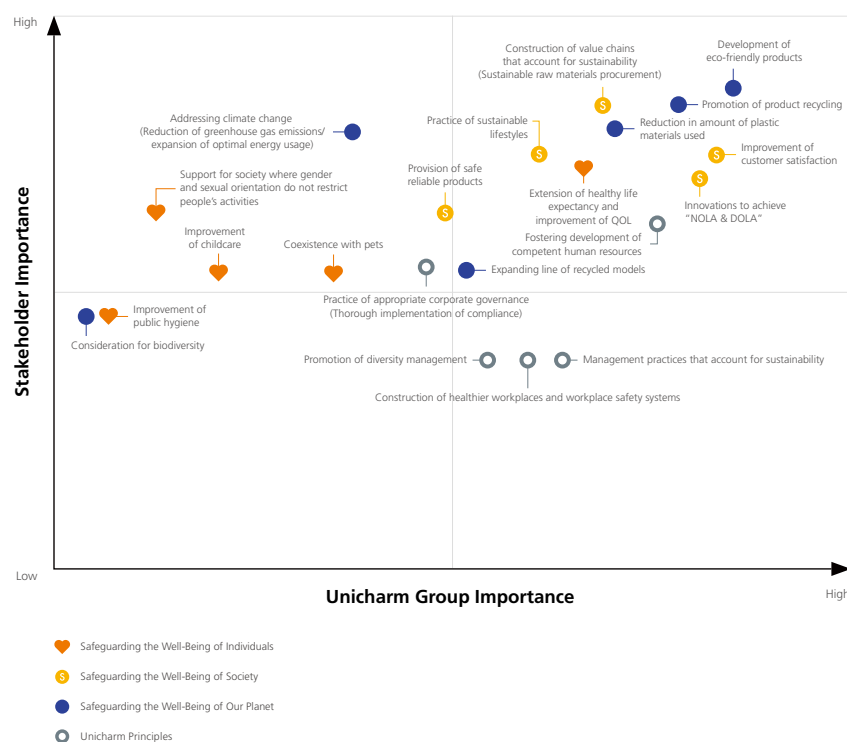 High
Development of
eco-friendly products
Construction of value chains
that account for sustainability
(Sustainable raw materials procurement)
Promotion of product recycling
Addressing climate change
(Reduction of greenhouse gas emissions/
expansion of optimal energy usage)
Practice of sustainable
lifestyles
Reduction in amount of plastic
materials used
Improvement of
customer satisfaction
Support for society where gender
and sexual orientation do not restrict
people's activities
Provision of safe
reliable products
Extension of healthy life
expectancy and
improvement of QOL
Innovations to achieve
"NOLA & DOLA"
Improvement
of childcare
Coexistence with pets
Fostering development of
competent human resources
Expanding line of recycled models
Practice of appropriate corporate governance
(Thorough implementation of compliance)
Improvement of
public hygiene
Consideration for biodiversity
Promotion of diversity management
Management practices that account for sustainability
Construction of healthier workplaces and workplace safety systems
Stakeholder Importance
Low
Unicharm Group Importance
High
Safeguarding the Well-Being of Individuals
S Safeguarding the Well-Being of Society
Safeguarding the Well-Being of Our Planet
Unicharm Principles